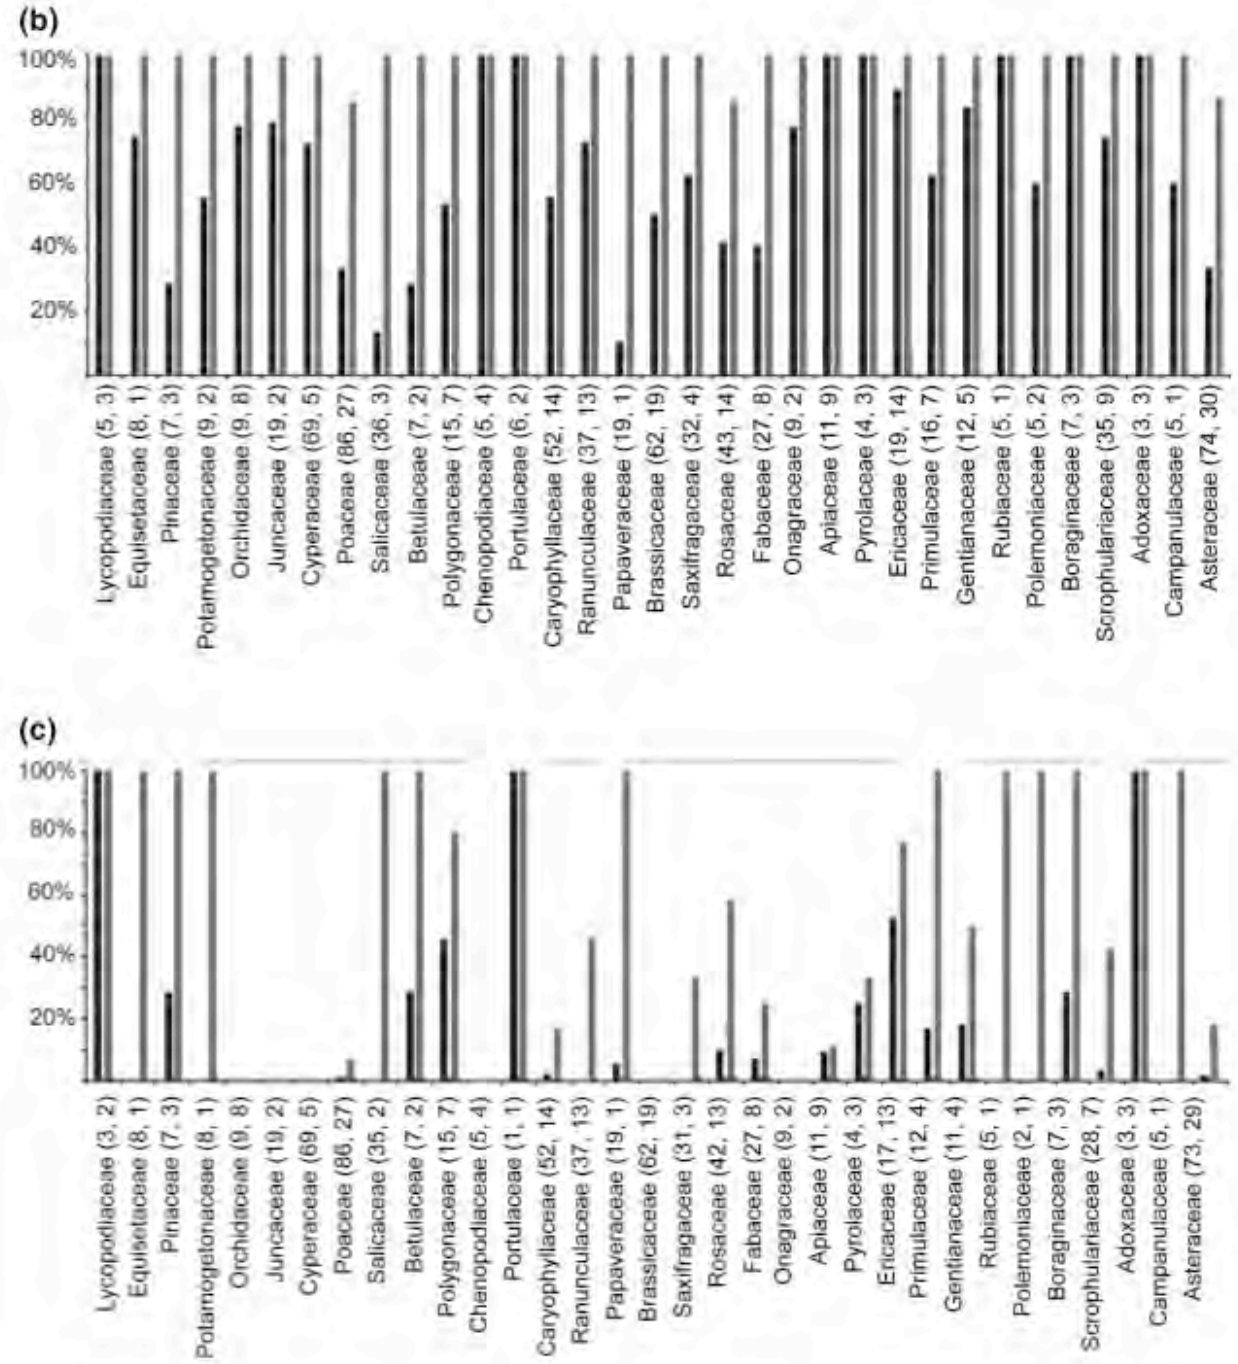 (b)
100%
80%
60%
40%
20%
Lycopodiaceae (5, 3)
Equisetaceae (8, 1)
Pinaceae (7, 3)
Potamogetonaceae (9, 2)
Orchidaceae (9, 8)
Juncaceae (19, 2)
Cyperaceae (69, 5)
Poaceae (86, 27)
Salicaceae (36, 3)
Betulaceae (7, 2)
Polygonaceae (15, 7)
Chenopodiaceae (5, 4)
Portulaceae (6, 2)
Caryophyllaceae (52, 14)
Ranunculaceae (37, 13)
Papaveraceae (19, 1)
Brassicaceae (62, 19)
Saxifragaceae (32, 4)
Rosaceae (43, 14)
Fabaceae (27, 8)
Onagraceae (9, 2)
Apiaceae (11, 9)
Pyrolaceae (4, 3)
Ericaceae (19, 14)
Primulaceae (16, 7)
Gentianaceae (12, 5)
Rubiaceae (5, 1)
Polemoniaceae (5, 2)
Boraginaceae (7, 3)
Scrophulariaceae (35, 9)
Adoxaceae (3, 3)
Campanulaceae (5, 1)
Asteraceae (74, 30)
(c)
100%
80%
60%
40%
20%
Lycopodiaceae (3, 2)
Equisetaceae (8, 1)
Pinaceae (7, 3)
Potamogetonaceae (8, 1)
Orchidaceae (9, 8)
Juncaceae (19, 2)
Cyperaceae (69, 5)
Poaceae (86, 27)
Salicaceae (35, 2)
Betulaceae (7, 2)
Polygonaceae (15, 7)
Chenopodiaceae (5, 4)
Portulaceae (1, 1)
Caryophyllaceae (52, 14)
Ranunculaceae (37, 13)
Papaveraceae (19, 1)
Brassicaceae (62, 19)
Saxifragaceae (31, 3)
Rosaceae (42, 13)
Fabaceae (27, 8)
Onagraceae (9, 2)
Apiaceae (11, 9)
Pyrolaceae (4, 3)
Ericaceae (17, 13)
Primulaceae (12, 4)
Gentianaceae (11, 4)
Rubiaceae (5, 1)
Polemoniaceae (2, 1)
Boraginaceae (7, 3)
Scrophulariaceae (28, 7)
Adoxaceae (3, 3)
Campanulaceae (5, 1)
Asteraceae (73, 29)